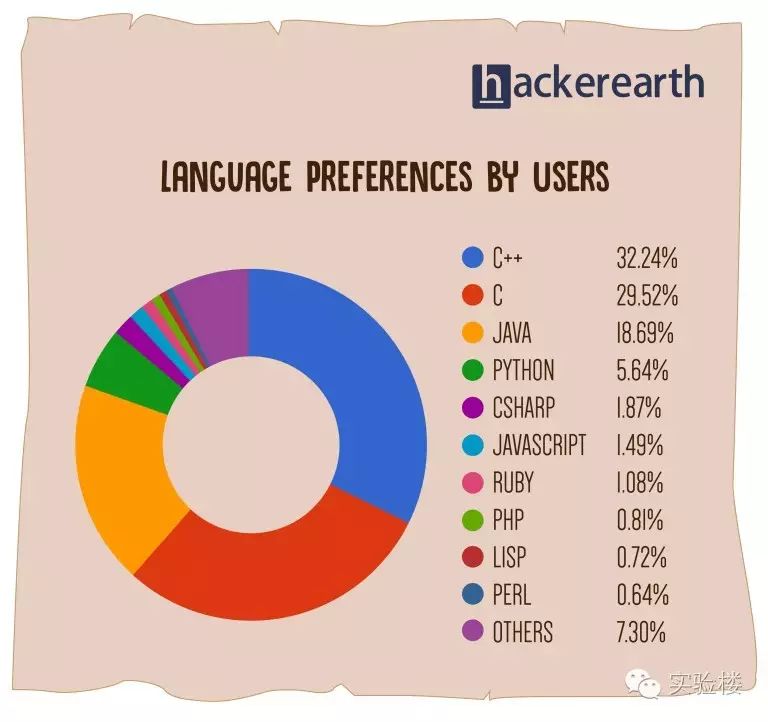 hackerearth
LANGUAGE PREFERENCES BY USERS
C++ 32.24%
C 29.52%
JAVA 18.69%
PYTHON 5.64%
CSHARP 1.87%
JAVASCRIPT 1.49%
RUBY 1.08%
PHP 0.81%
LISP 0.72%
PERL 0.64%
OTHERS 7.30%
实验楼